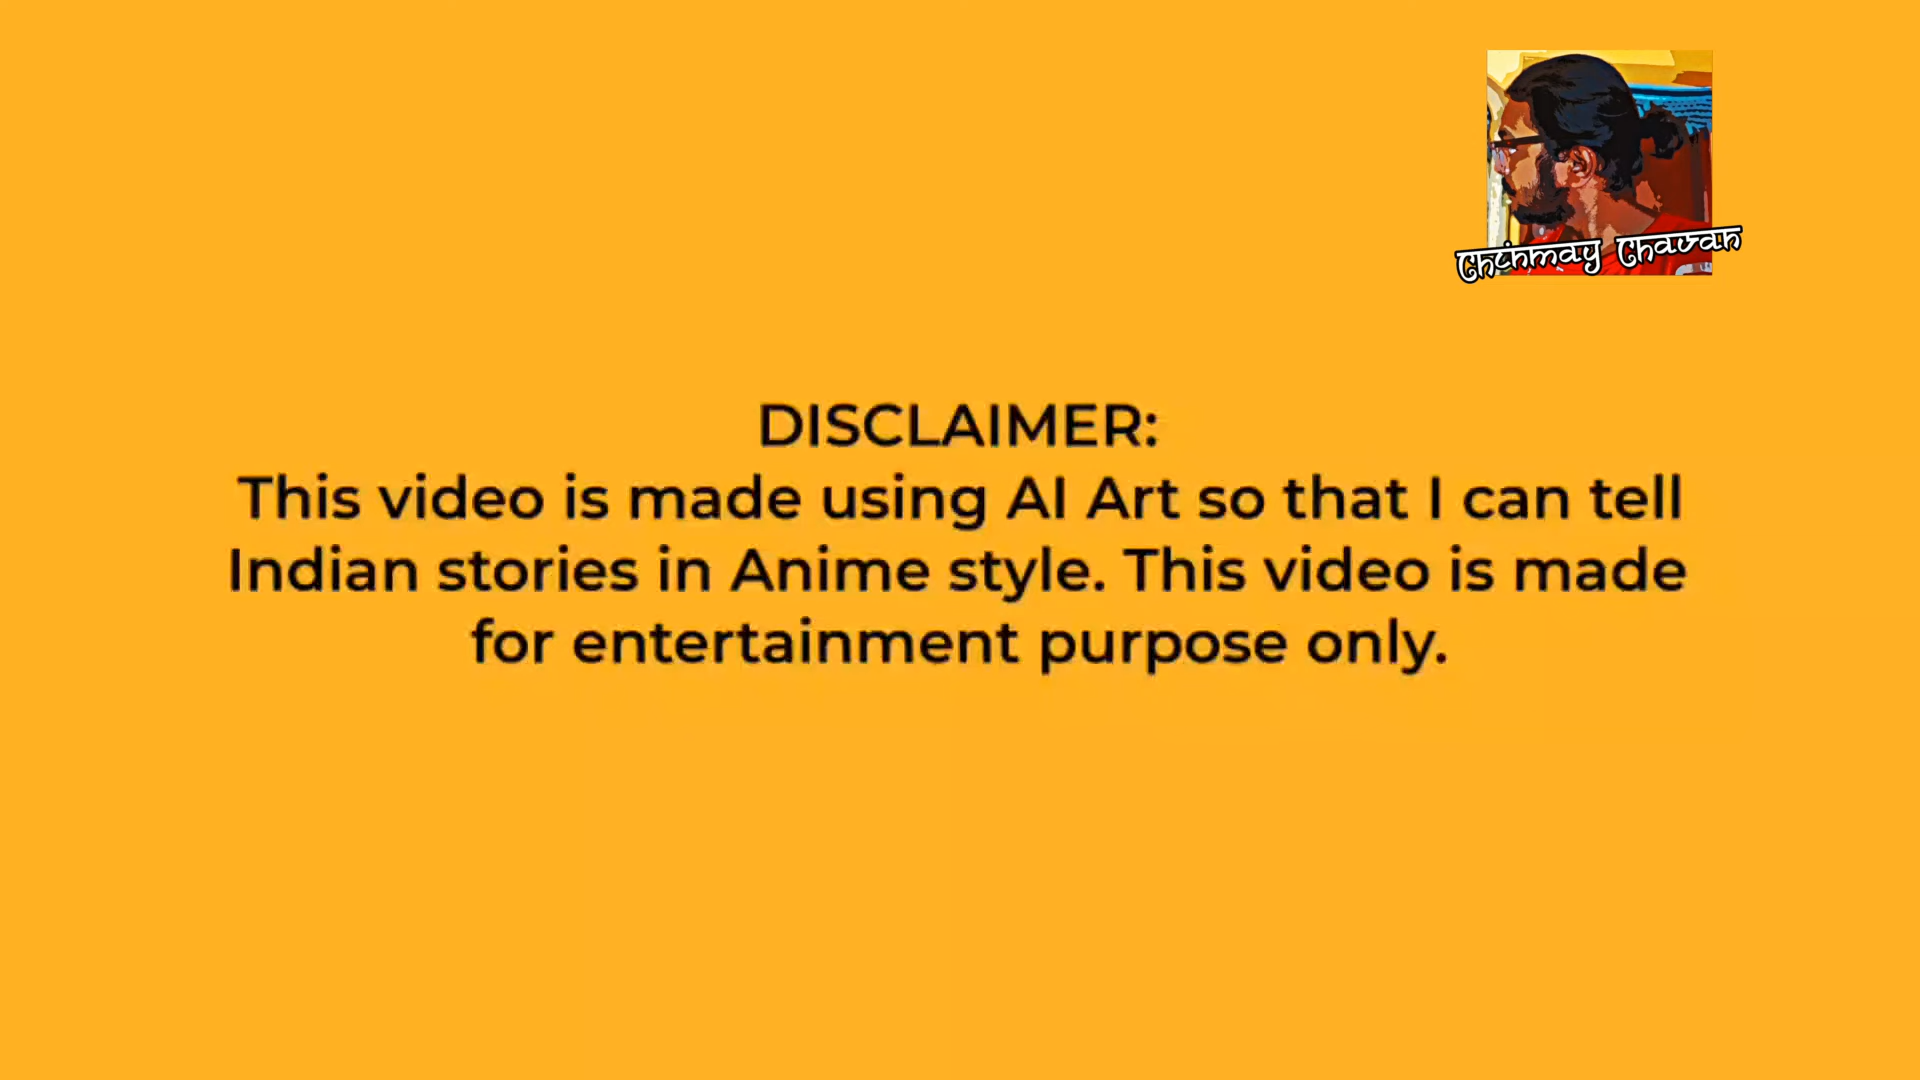 Chinmay Chavan
DISCLAIMER:
This video is made using AI Art so that I can tell
Indian stories in Anime style. This video is made
for entertainment purpose only.